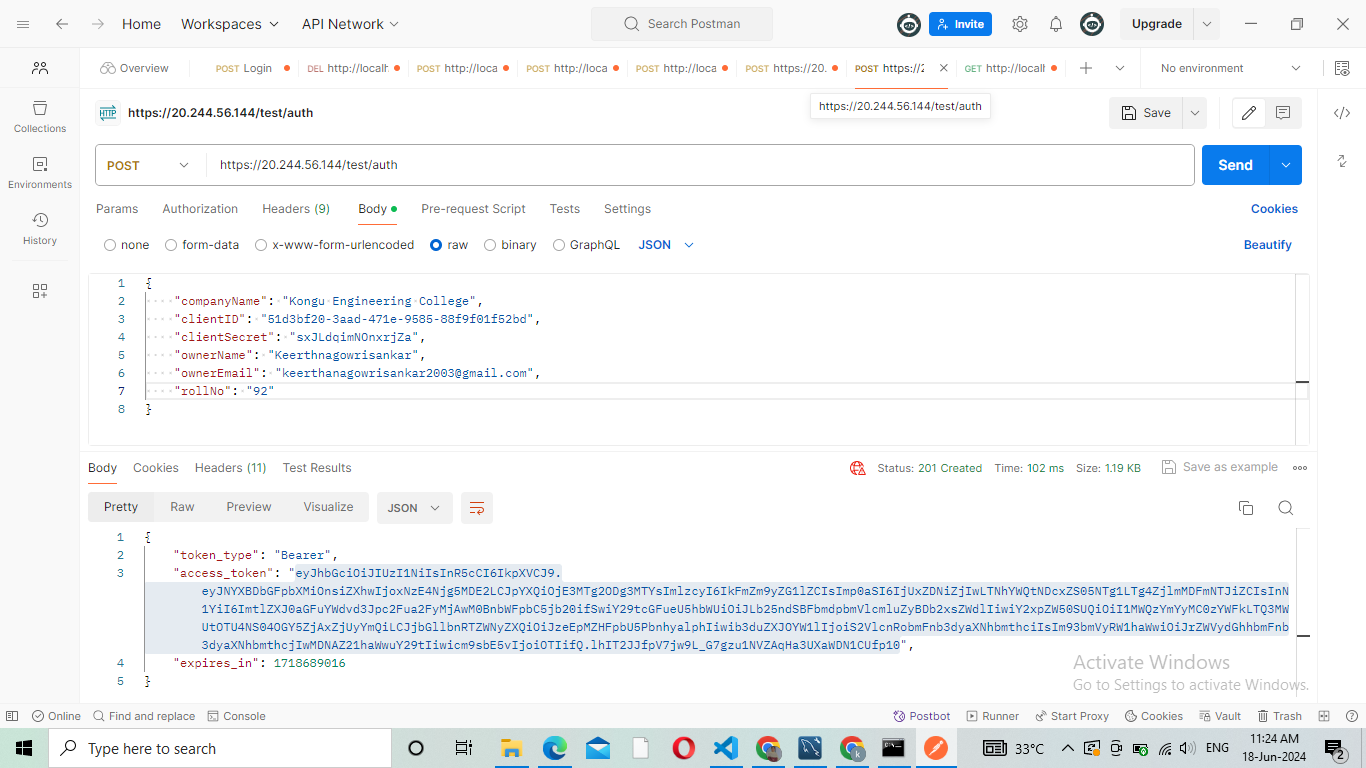 Home Workspaces API Network Search Postman Invite Upgrade
Overview POST Login DEL http://localh POST http://loca POST http://loca POST http://loca POST https://20. POST https://2 GET http://locall No environment
https://20.244.56.144/test/auth
HTTP https://20.244.56.144/test/auth Save
Collections
POST https://20.244.56.144/test/auth Send
Environments
Params Authorization Headers (9) Body Pre-request Script Tests Settings Cookies
History
none form-data x-www-form-urlencoded raw binary GraphQL JSON Beautify
1 {
2 "companyName": "Kongu Engineering College",
3 "clientID": "51d3bf20-3aad-471e-9585-88f9f01f52bd",
4 "clientSecret": "sxJLdqimNOnxrjZa",
5 "ownerName": "Keerthnagowrisankar",
6 "ownerEmail": "keerthanagowrisankar2003@gmail.com",
7 "rollNo": "92"
8 }
Body Cookies Headers (11) Test Results Status: 201 Created Time: 102 ms Size: 1.19 KB Save as example
Pretty Raw Preview Visualize JSON
1 {
2 "token_type": "Bearer",
3 "access_token": "eyJhbGciOiJIUzI1NiIsInR5cCI6IkpXVCJ9.
4 "expires_in": 1718689016
5 }
Activate Windows
Go to Settings to activate Windows.
Online Find and replace Console Postbot Runner Start Proxy Cookies Vault Trash
Type here to search 33°C ENG 11:24 AM
18-Jun-2024 2